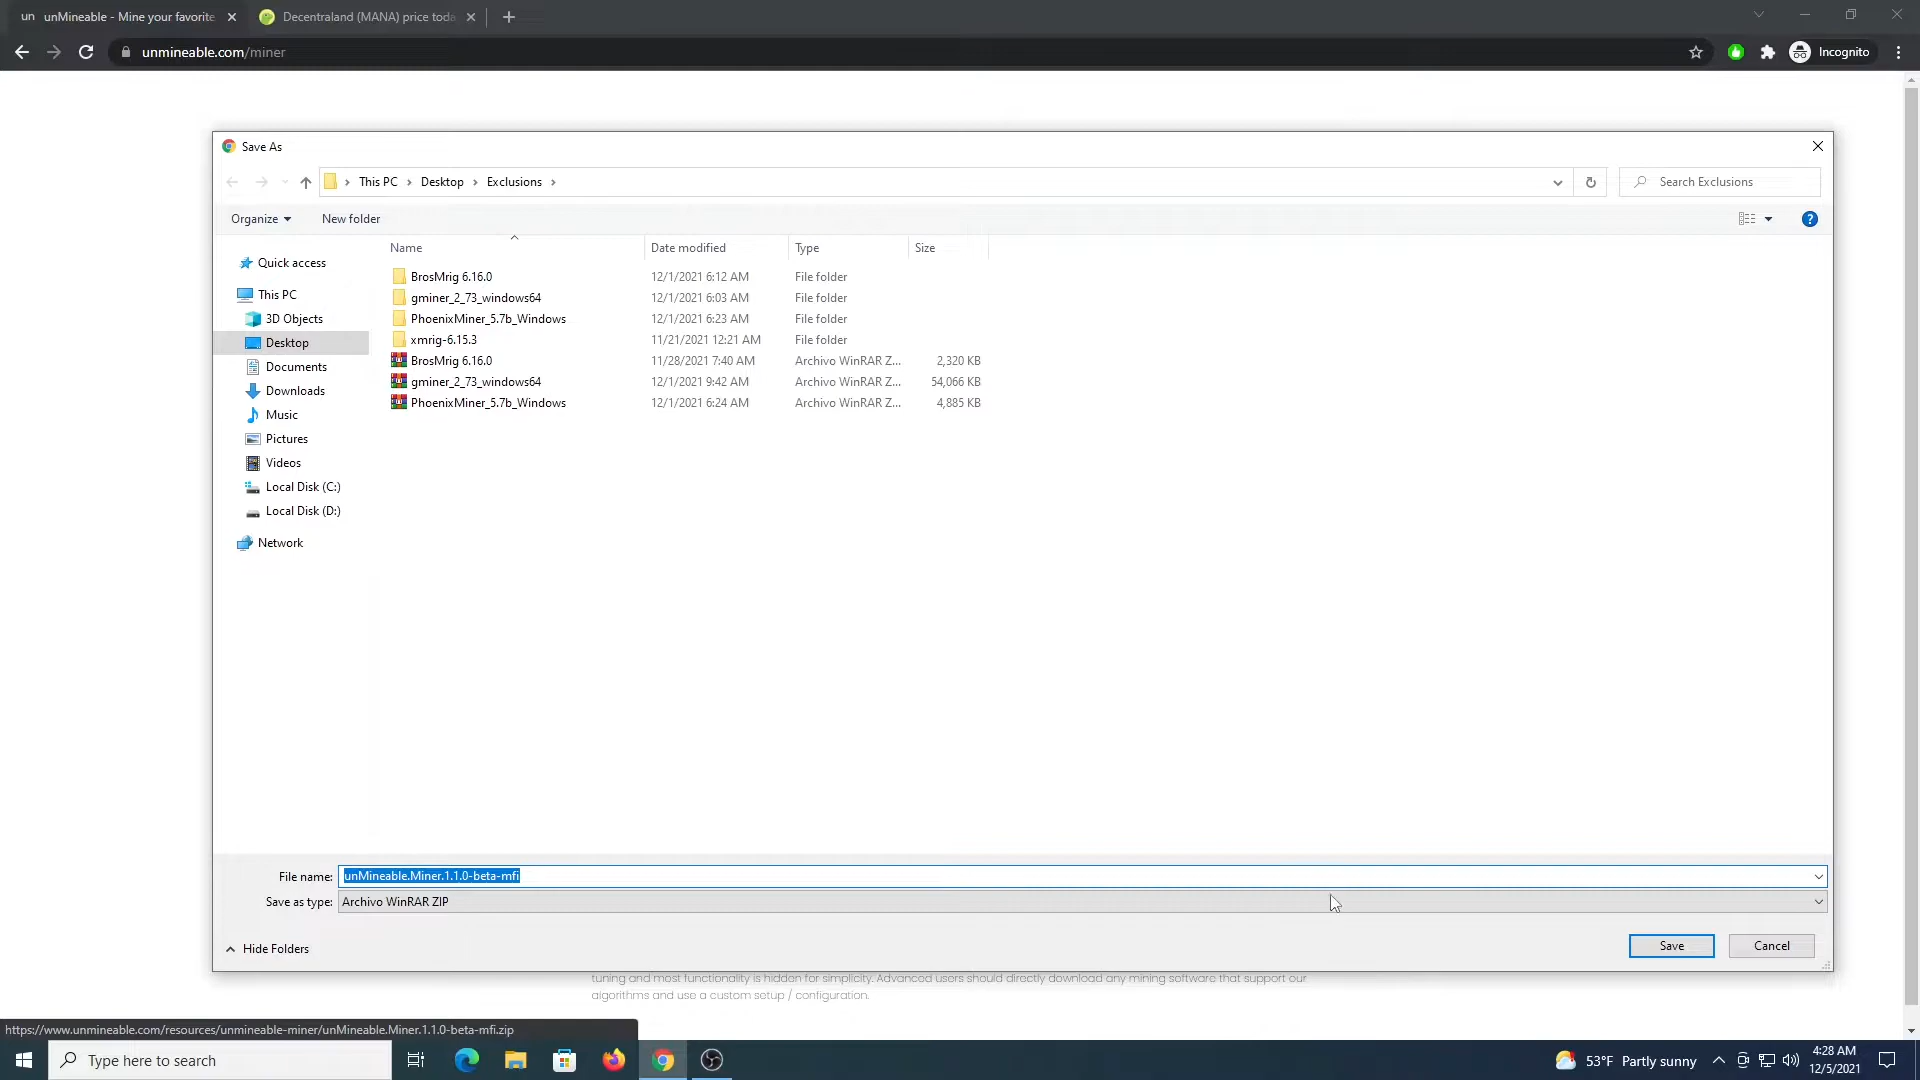 un unMineable - Mine your favorite
Decentraland (MANA) price toda
unmineable.com/miner
Incognito
Save As
This PC
Desktop
Exclusions
Search Exclusions
Organize
New folder
Name
Date modified
Type
Size
Quick access
This PC
3D Objects
Desktop
Documents
Downloads
Music
Pictures
Videos
Local Disk (C:)
Local Disk (D:)
Network
BrosMrig 6.16.0 12/1/2021 6:12 AM File folder
gminer_2_73_windows64 12/1/2021 6:03 AM File folder
PhoenixMiner_5.7b_Windows 12/1/2021 6:23 AM File folder
xmrig-6.15.3 11/21/2021 12:21 AM File folder
BrosMrig 6.16.0 11/28/2021 7:40 AM Archivo WinRAR Z... 2,320 KB
gminer_2_73_windows64 12/1/2021 9:42 AM Archivo WinRAR Z... 54,066 KB
PhoenixMiner_5.7b_Windows 12/1/2021 6:24 AM Archivo WinRAR Z... 4,885 KB
File name: unMineable.Miner.1.1.0-beta-mfi
Save as type: Archivo WinRAR ZIP
Hide Folders
Save
Cancel
tuning and most functionality is hidden for simplicity. Advanced users should directly download any mining software that support our
algorithms and use a custom setup / configuration.
https://www.unmineable.com/resources/unmineable-miner/unMineable.Miner.1.1.0-beta-mfi.zip
Type here to search
53°F Partly sunny
4:28 AM
12/5/2021